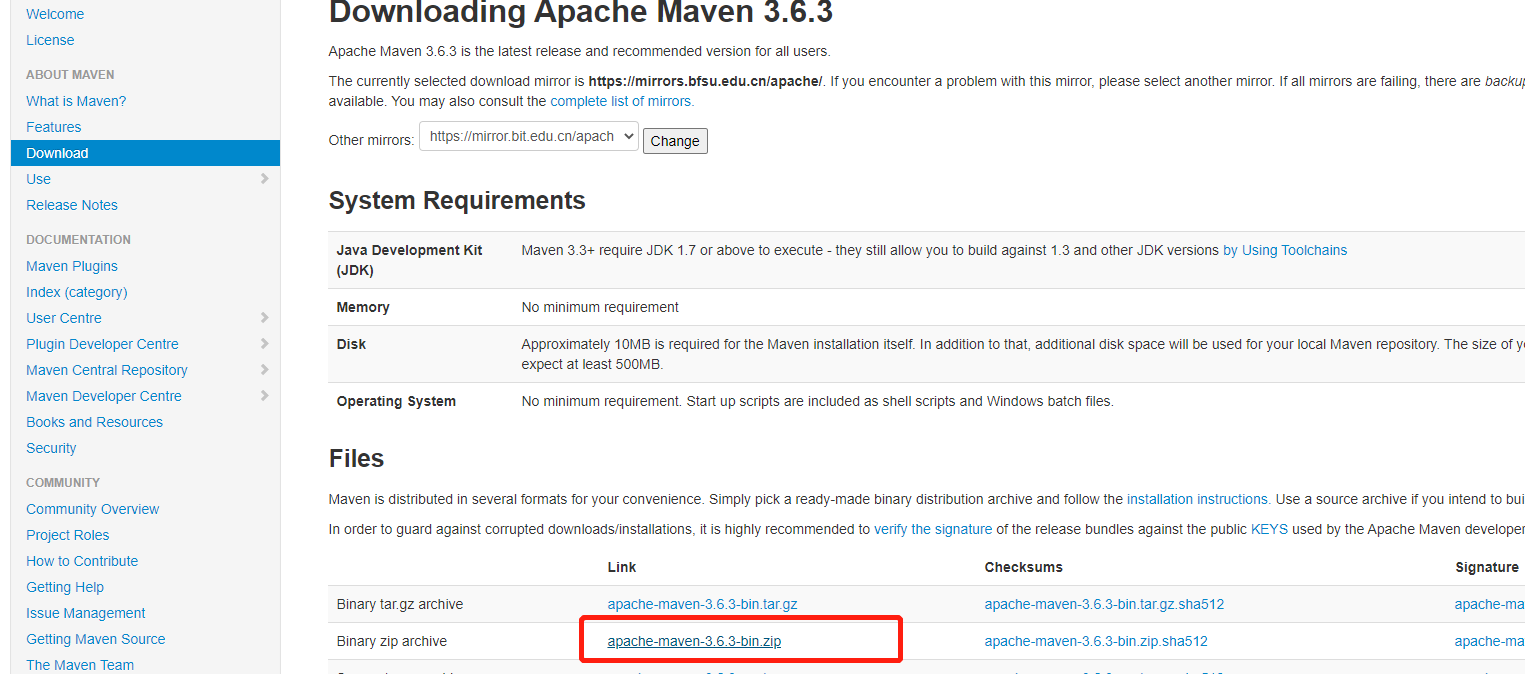 Welcome
License
ABOUT MAVEN
What is Maven?
Features
Download
Use
Release Notes
DOCUMENTATION
Maven Plugins
Index (category)
User Centre
Plugin Developer Centre
Maven Central Repository
Maven Developer Centre
Books and Resources
Security
COMMUNITY
Community Overview
Project Roles
How to Contribute
Getting Help
Issue Management
Getting Maven Source
The Maven Team
Downloading Apache Maven 3.6.3
Apache Maven 3.6.3 is the latest release and recommended version for all users.
The currently selected download mirror is https://mirrors.bfsu.edu.cn/apache/. If you encounter a problem with this mirror, please select another mirror. If all mirrors are failing, there are backup
available. You may also consult the complete list of mirrors.
Other mirrors: https://mirror.bit.edu.cn/apach Change
System Requirements
Java Development Kit (JDK) Maven 3.3+ require JDK 1.7 or above to execute - they still allow you to build against 1.3 and other JDK versions by Using Toolchains
Memory No minimum requirement
Disk Approximately 10MB is required for the Maven installation itself. In addition to that, additional disk space will be used for your local Maven repository. The size of
expect at least 500MB.
Operating System No minimum requirement. Start up scripts are included as shell scripts and Windows batch files.
Files
Maven is distributed in several formats for your convenience. Simply pick a ready-made binary distribution archive and follow the installation instructions. Use a source archive if you intend to bui
In order to guard against corrupted downloads/installations, it is highly recommended to verify the signature of the release bundles against the public KEYS used by the Apache Maven developer
Link Checksums Signature
Binary tar.gz archive apache-maven-3.6.3-bin.tar.gz apache-maven-3.6.3-bin.tar.gz.sha512 apache-ma
Binary zip archive apache-maven-3.6.3-bin.zip apache-maven-3.6.3-bin.zip.sha512 apache-ma